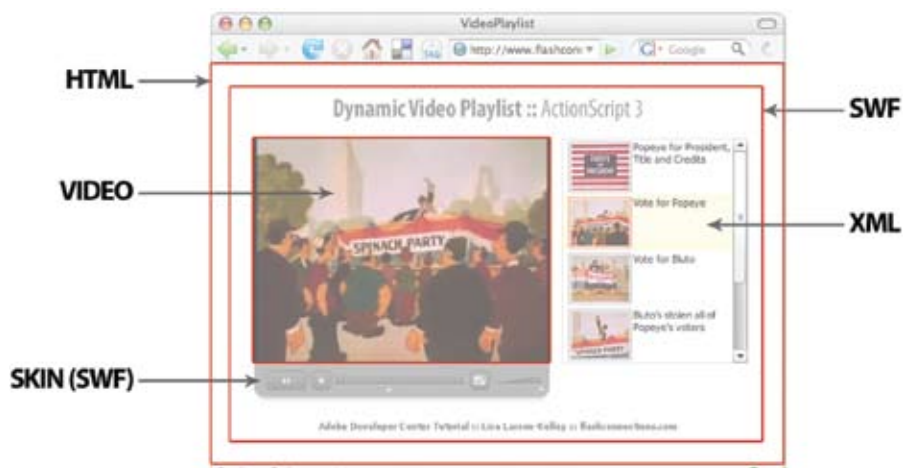 VideoPlaylist
http://www.flashcon
Google
HTML
SWF
Dynamic Video Playlist :: ActionScript 3
VIDEO
SPINACH PARTY
Popeye for President,
Title and Credits
Vote for Popeye
XML
Vote for Bluto
Bluto's stolen all of
Popeye's voters
SKIN (SWF)
Adobe Developer Center Tutorial :: Lisa Larson-Kelley :: flashconnections.com